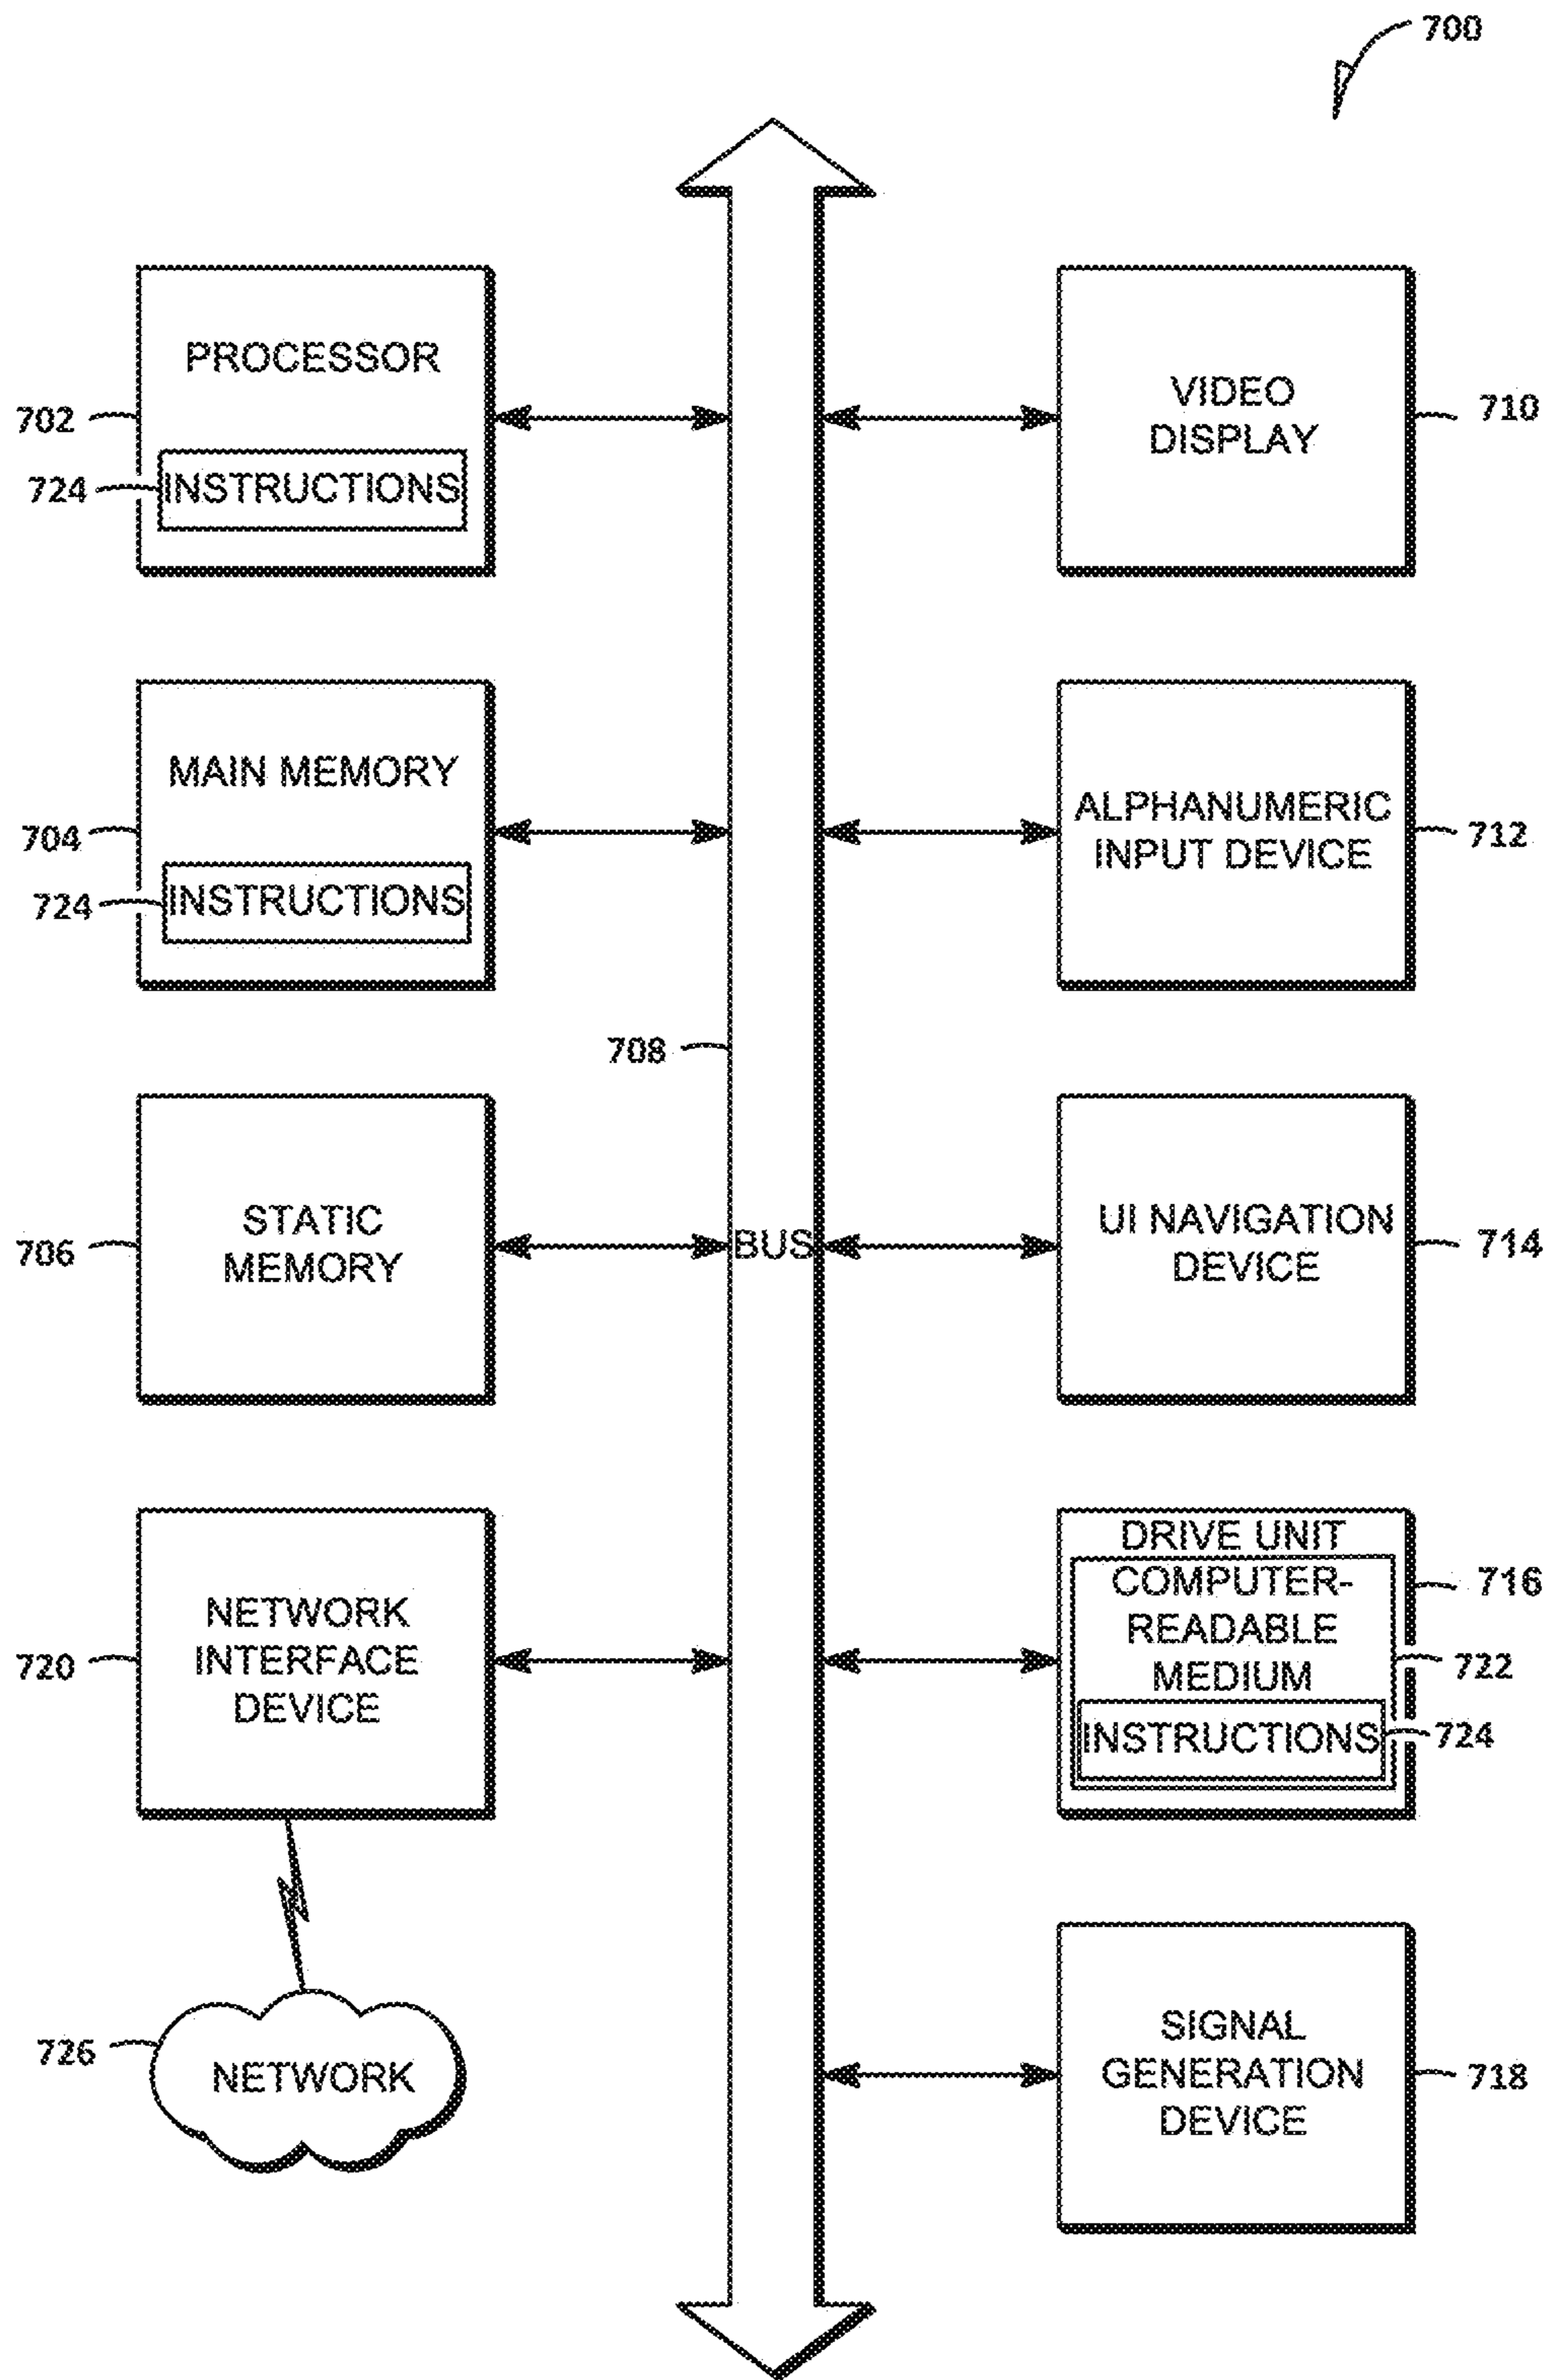 700
PROCESSOR
702
724
INSTRUCTIONS
VIDEO
DISPLAY
710
MAIN MEMORY
704
724
INSTRUCTIONS
ALPHANUMERIC
INPUT DEVICE
712
708
STATIC
MEMORY
706
BUS
UI NAVIGATION
DEVICE
714
NETWORK
INTERFACE
DEVICE
720
DRIVE UNIT
COMPUTER-
READABLE
MEDIUM
INSTRUCTIONS
716
722
724
726
NETWORK
SIGNAL
GENERATION
DEVICE
718